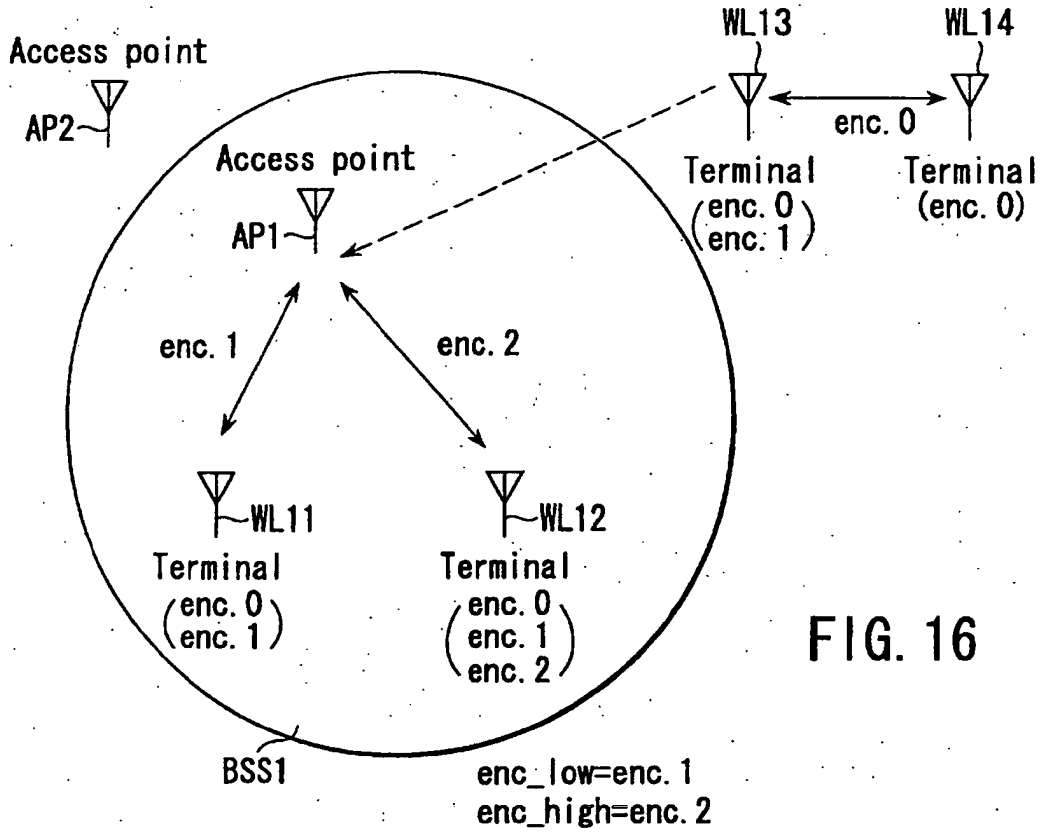 WL13
WL14
Access point
AP2
enc. 0
Access point
AP1
Terminal
(enc. 0
enc. 1)
Terminal
(enc. 0)
enc. 1
enc. 2
WL11
WL12
Terminal
(enc. 0
enc. 1)
Terminal
(enc. 0
enc. 1
enc. 2)
FIG. 16
BSS1
enc_low=enc. 1
enc_high=enc. 2